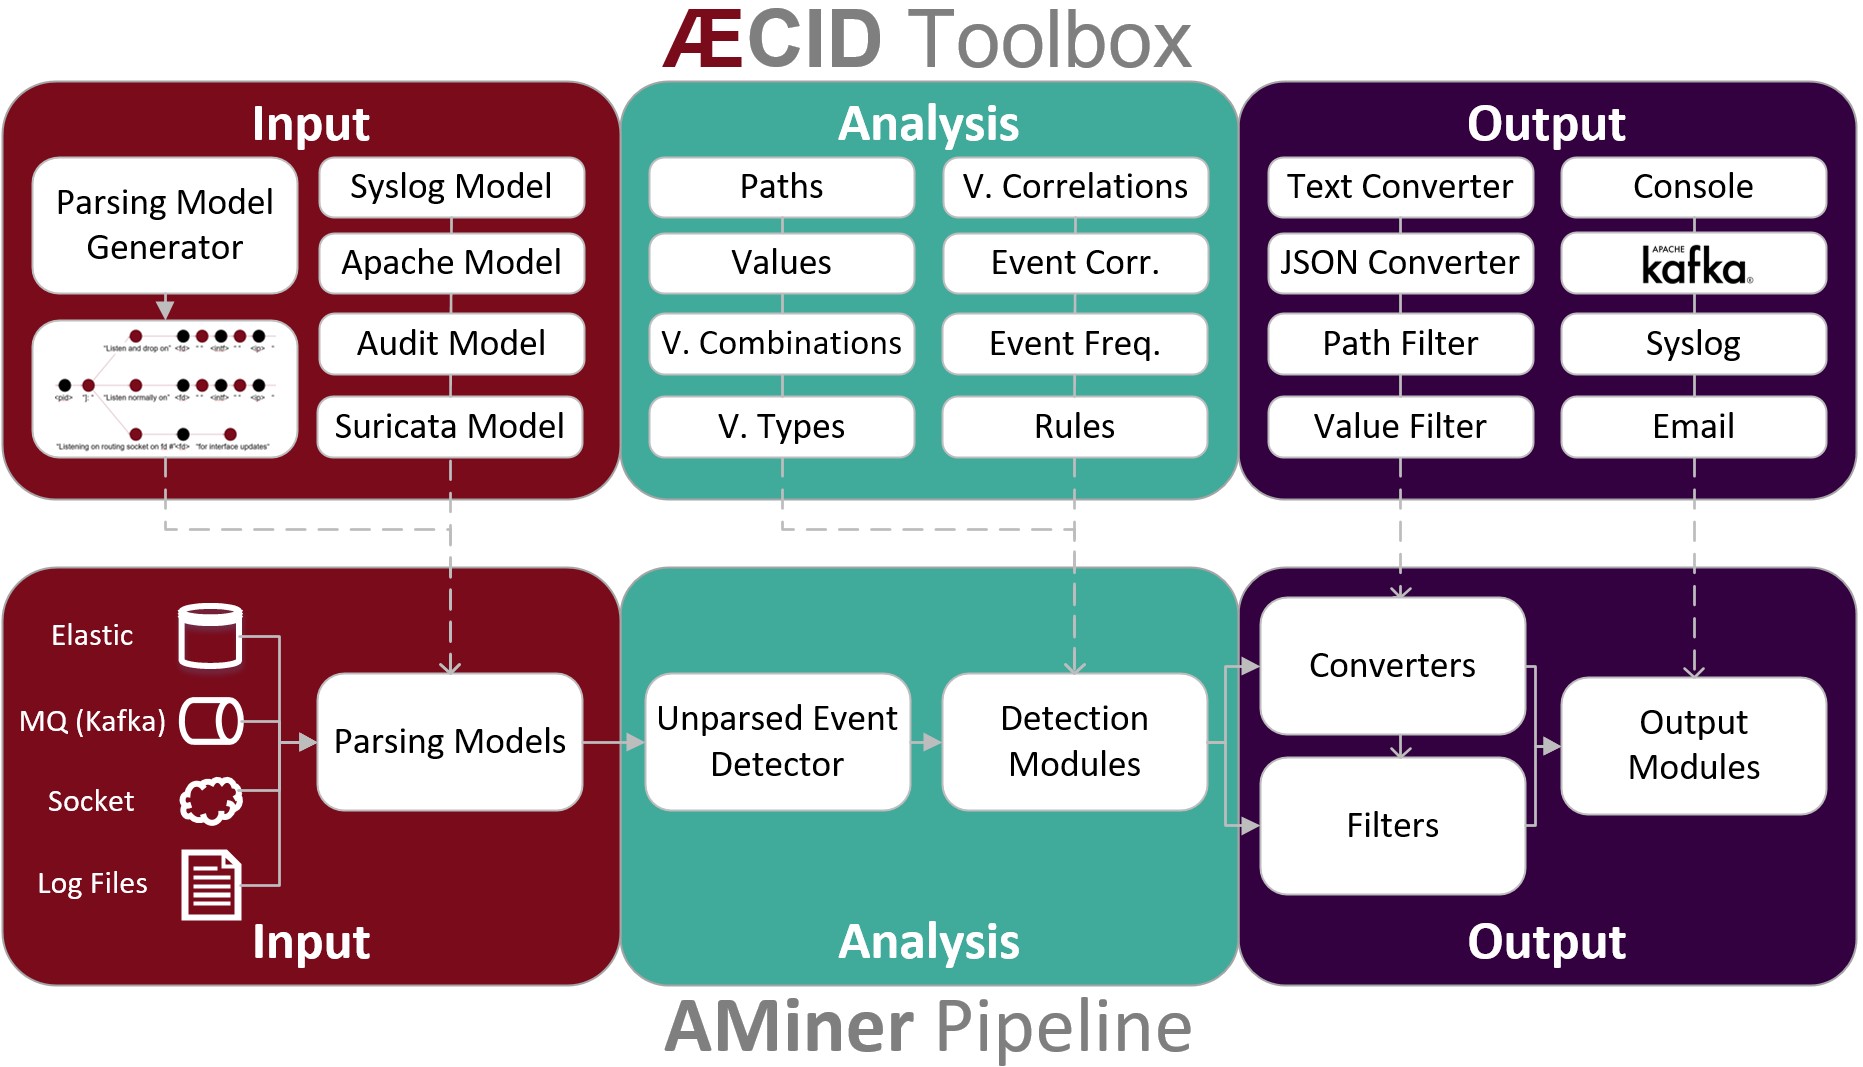 ÆCID Toolbox
Input
Parsing Model
Generator
"Listen and drop on" <fd> " " <intf> " " <ip> "
<pid> "]: " "Listen normally on" <fd> " " <intf> " " <ip> "
"Listening on routing socket on fd #"<fd> "for interface updates"
Syslog Model
Apache Model
Audit Model
Suricata Model
Analysis
Paths
Values
V. Combinations
V. Types
V. Correlations
Event Corr.
Event Freq.
Rules
Output
Text Converter
JSON Converter
Path Filter
Value Filter
Console
APACHE
kafka®
Syslog
Email
Elastic
MQ (Kafka)
Socket
Log Files
Parsing Models
Input
Unparsed Event
Detector
Detection
Modules
Analysis
Converters
Filters
Output
Modules
Output
AMiner Pipeline